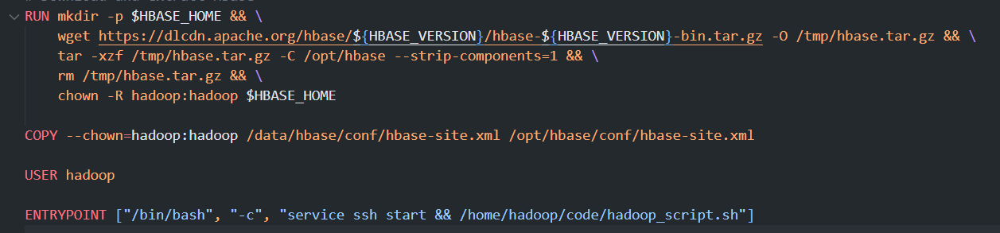 RUN mkdir -p $HBASE_HOME && \
    wget https://dlcdn.apache.org/hbase/${HBASE_VERSION}/hbase-${HBASE_VERSION}-bin.tar.gz -O /tmp/hbase.tar.gz && \
    tar -xzf /tmp/hbase.tar.gz -C /opt/hbase --strip-components=1 && \
    rm /tmp/hbase.tar.gz && \
    chown -R hadoop:hadoop $HBASE_HOME
COPY --chown=hadoop:hadoop /data/hbase/conf/hbase-site.xml /opt/hbase/conf/hbase-site.xml
USER hadoop
ENTRYPOINT ["/bin/bash", "-c", "service ssh start && /home/hadoop/code/hadoop_script.sh"]